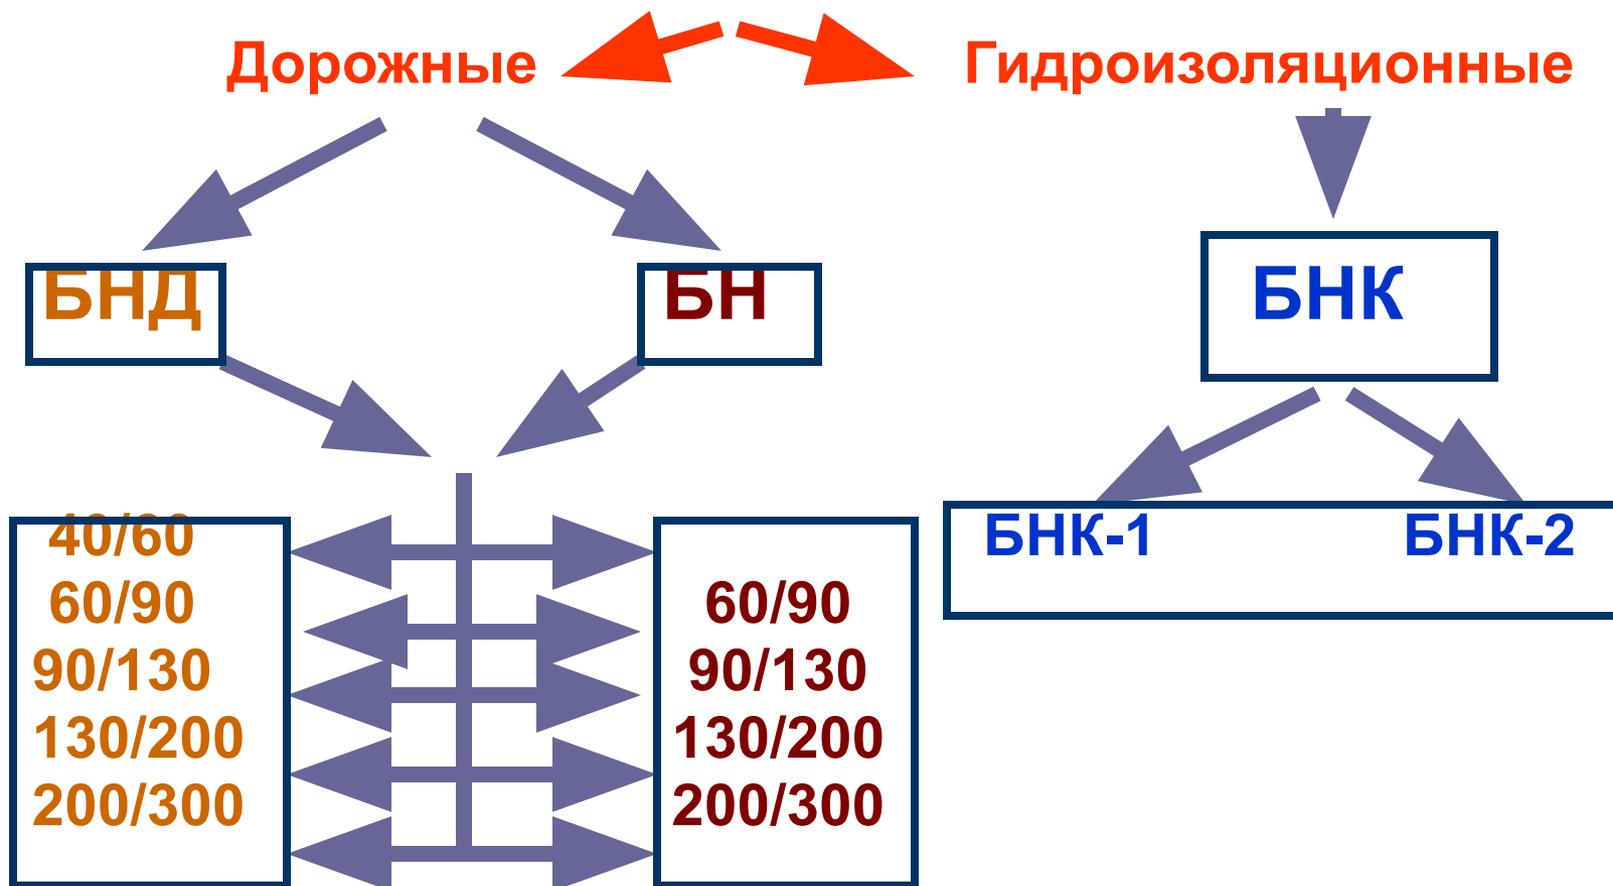 Дорожные
Гидроизоляционные
БНД
БН
БНК
БНК-1
БНК-2
40/60
60/90
90/130
130/200
200/300
60/90
90/130
130/200
200/300